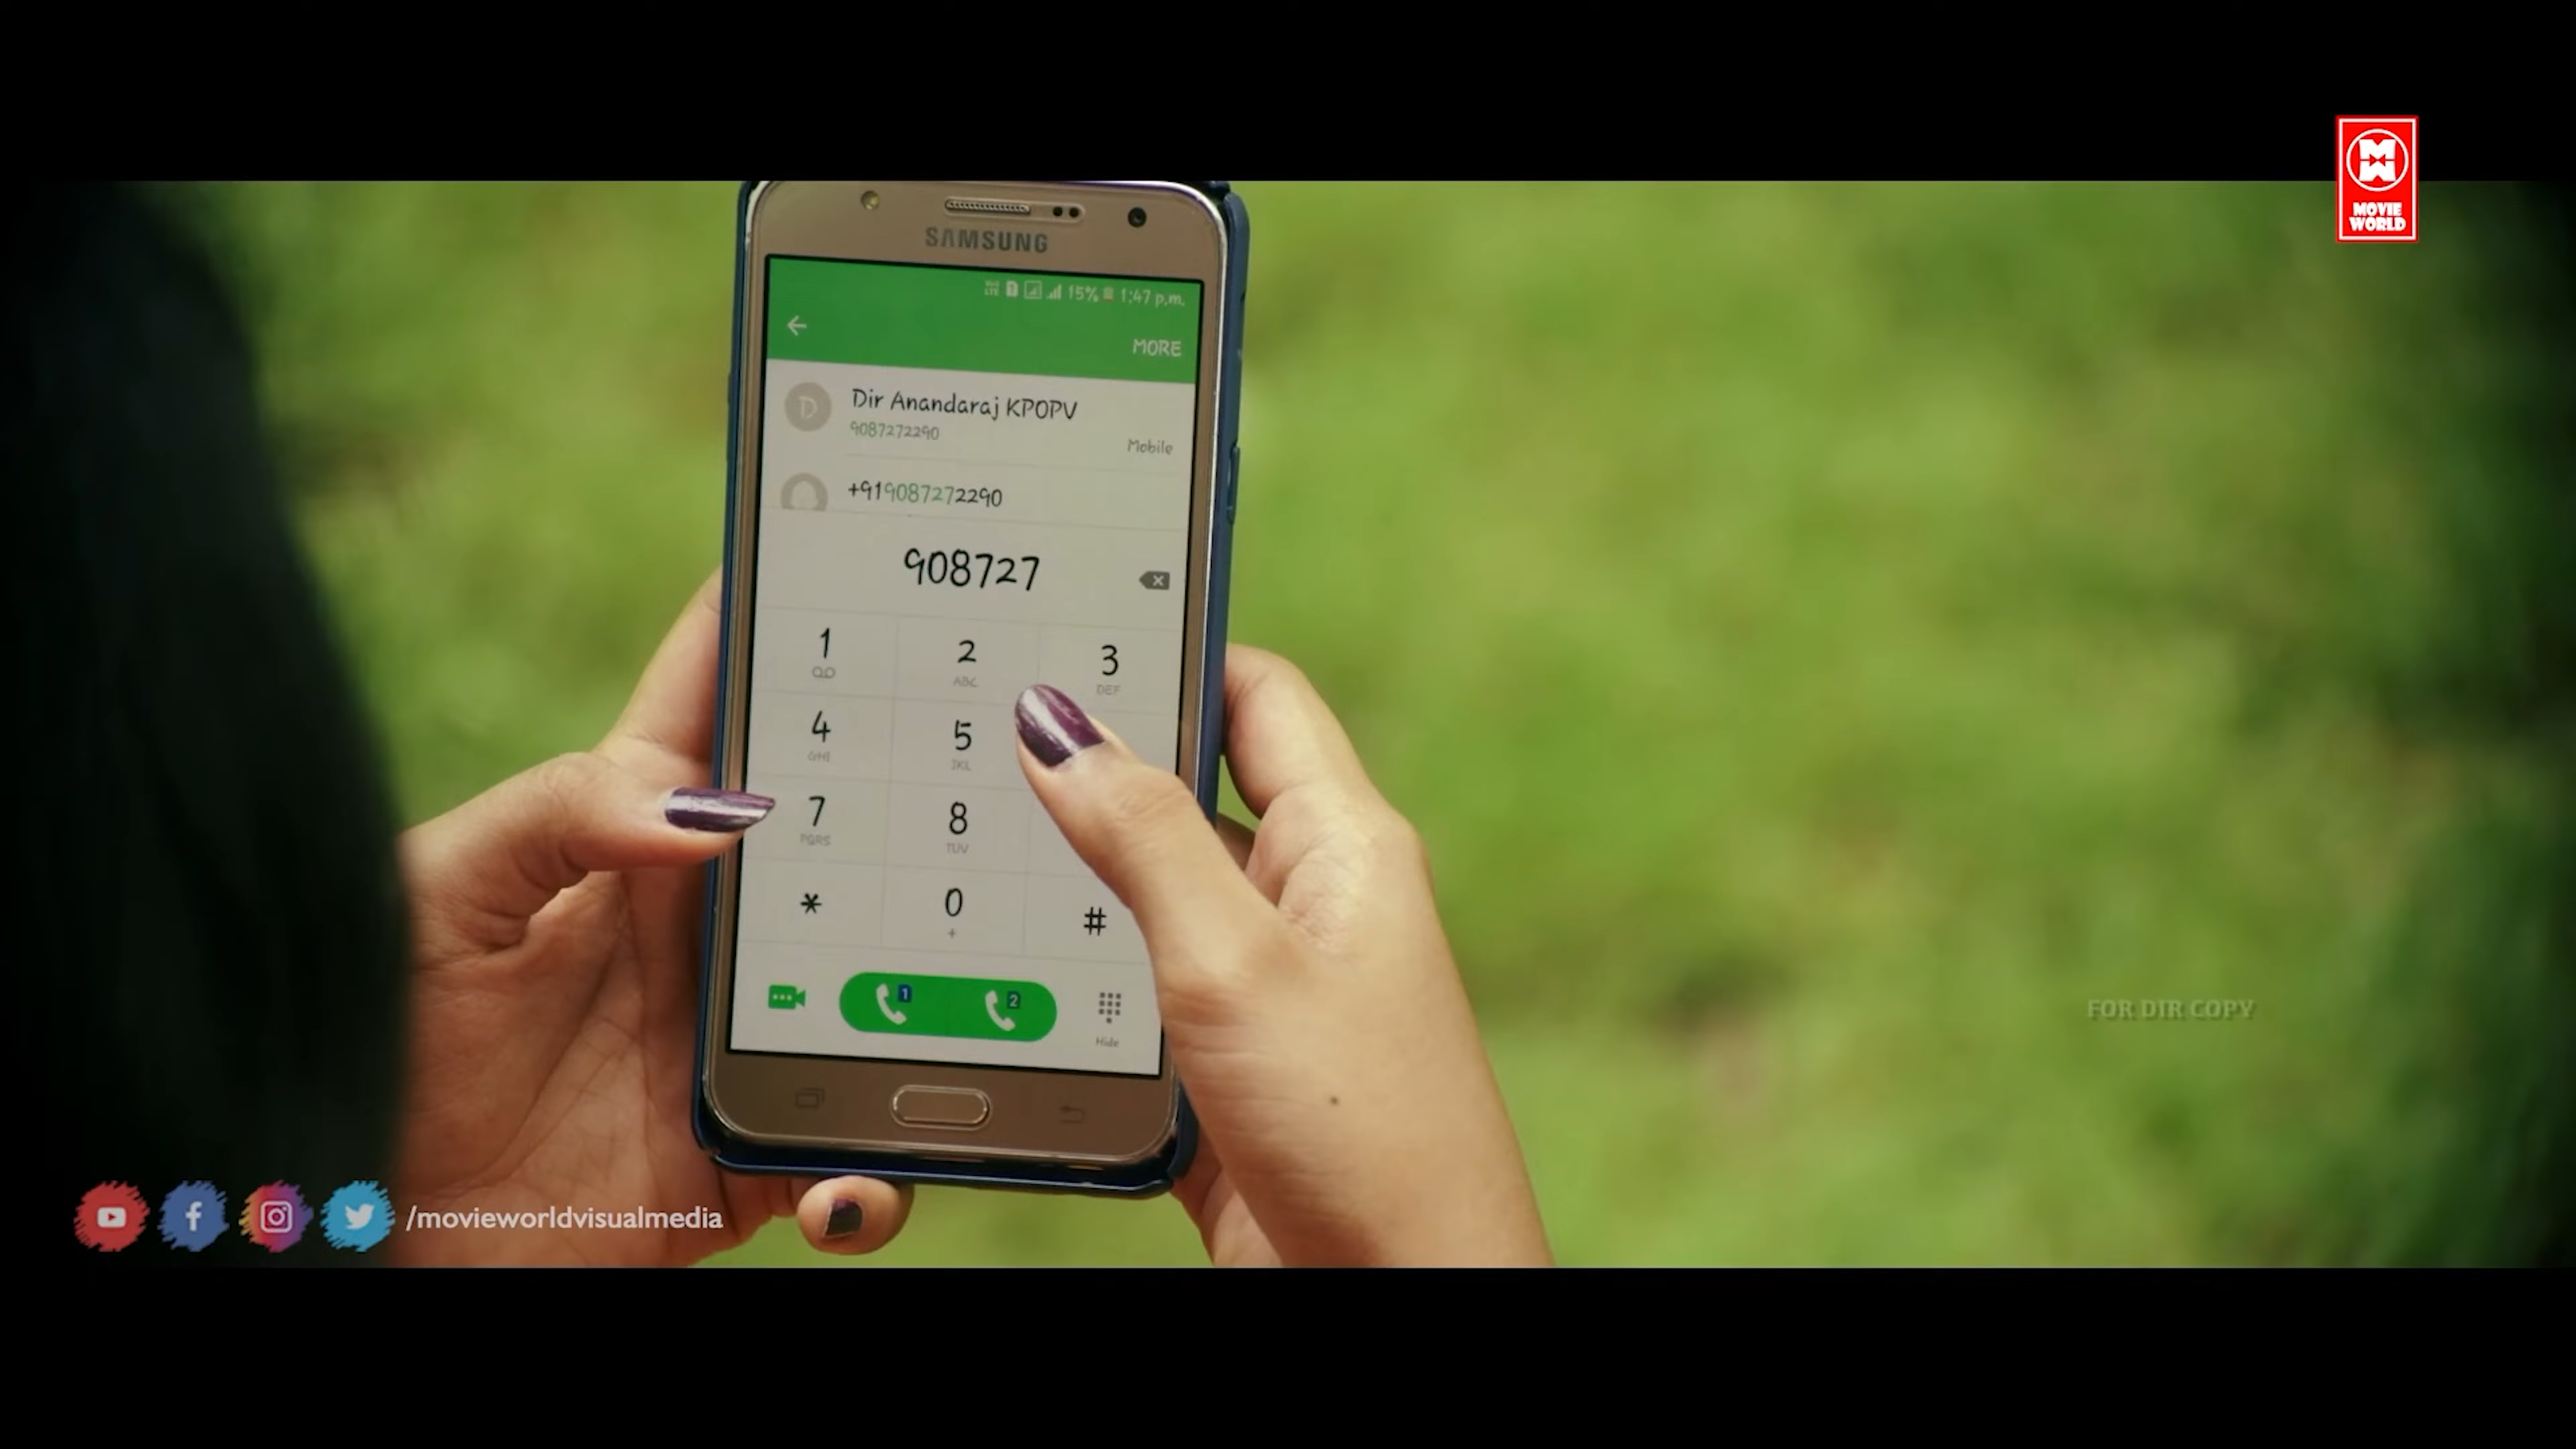 MOVIE
WORLD
SAMSUNG
15% 1:47 p.m.
MORE
D
Dir Anandaraj KPOPV
9087272290
Mobile
+919087272290
908727
1
2
ABC
3
DEF
4
GHI
5
JKL
7
PQRS
8
TUV
*
0
+
#
1
2
Hide
FOR DIR COPY
/movieworldvisualmedia